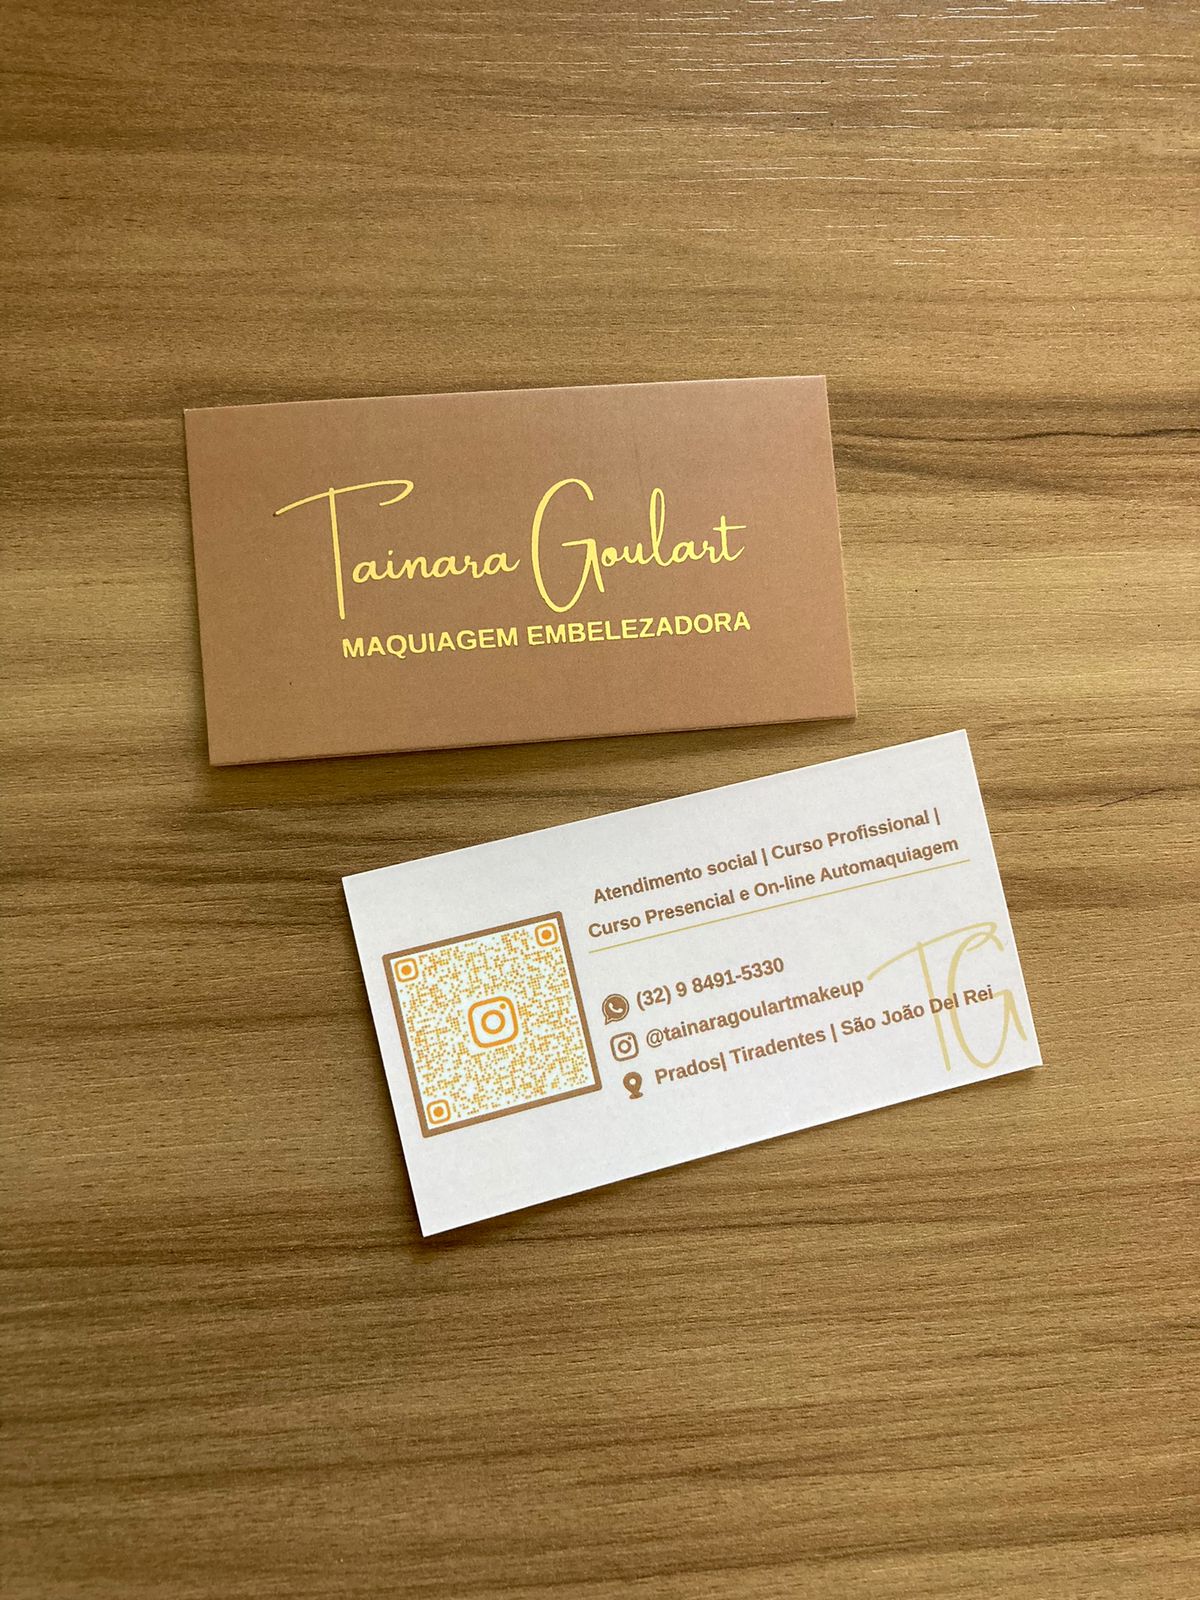 Tainara Goulart
MAQUIAGEM EMBELEZADORA
Atendimento social | Curso Profissional |
Curso Presencial e On-line Automaquiagem
(32) 9 8491-5330
@tainaragoulartmakeup
Prados| Tiradentes | São João Del Rei
TG